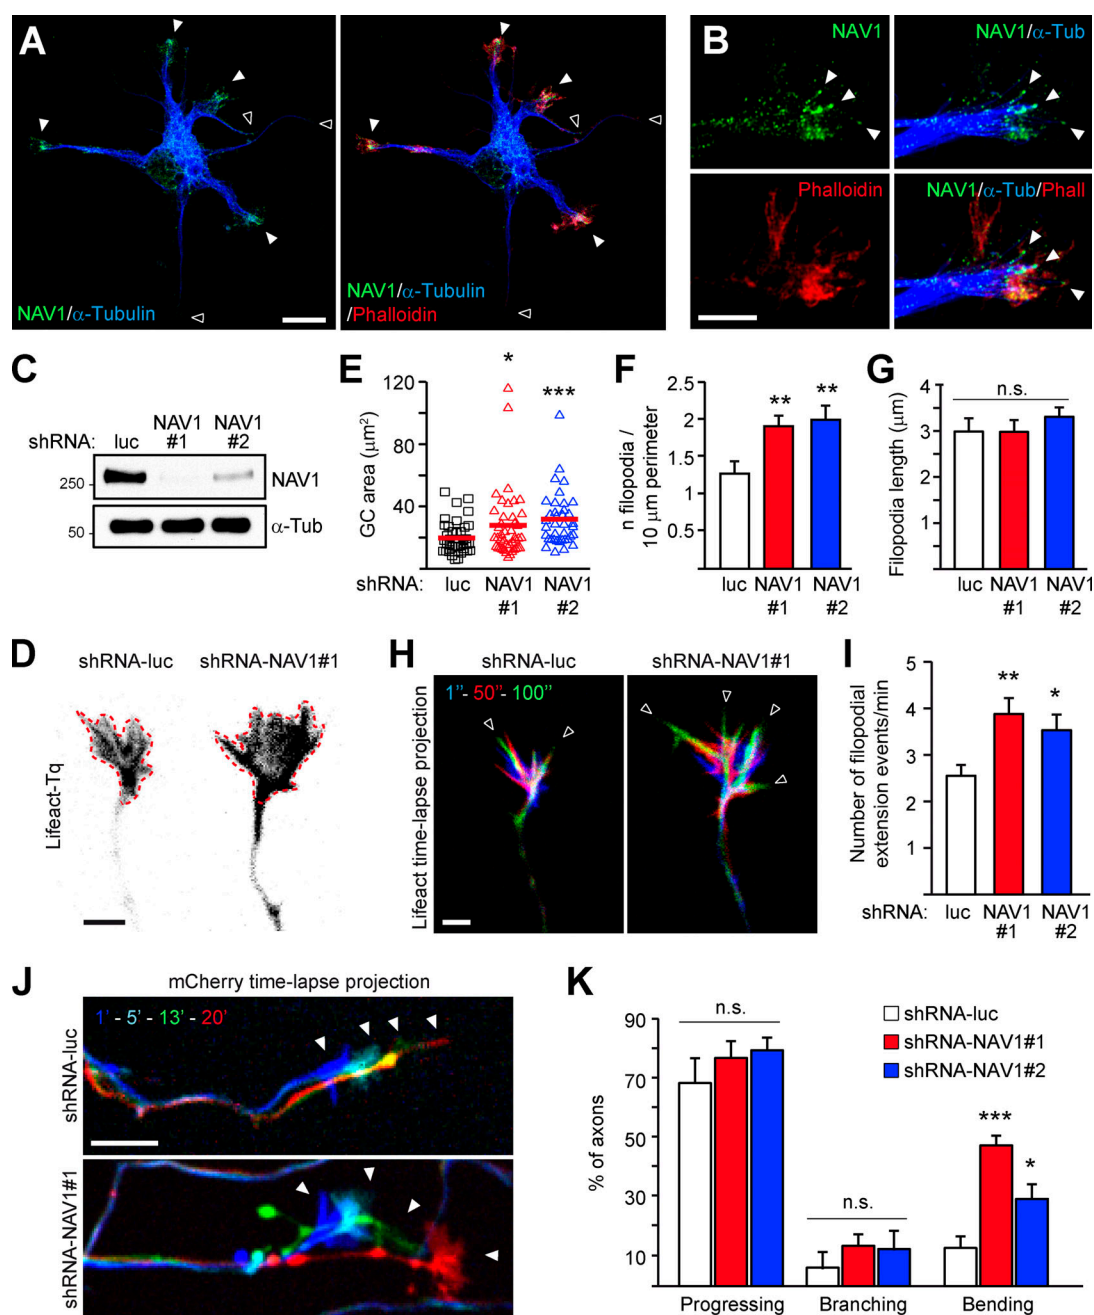 A
NAV1/α-Tubulin
NAV1/α-Tubulin
/Phalloidin
B
NAV1
NAV1/α-Tub
Phalloidin
NAV1/α-Tub/Phall
C
shRNA: luc NAV1 #1 NAV1 #2
250
NAV1
50
α-Tub
D
shRNA-luc shRNA-NAV1#1
Lifeact-Tq
E
* ***
GC area (μm²)
120
80
40
shRNA: luc NAV1 #1 NAV1 #2
F
** **
n filopodia /
10 μm perimeter
2.5
2
1.5
1
0.5
luc NAV1 #1 NAV1 #2
G
n.s.
Filopodia length (μm)
4
3
2
1
luc NAV1 #1 NAV1 #2
H
shRNA-luc shRNA-NAV1#1
1’’- 50’’- 100’’
Lifeact time-lapse projection
I
** *
Number of filopodial
extension events/min
5
4
3
2
1
shRNA: luc NAV1 #1 NAV1 #2
J
mCherry time-lapse projection
1’ - 5’ - 13’ - 20’
shRNA-luc
shRNA-NAV1#1
K
shRNA-luc
shRNA-NAV1#1
shRNA-NAV1#2
% of axons
90
70
50
30
10
n.s.
n.s.
*** *
Progressing Branching Bending